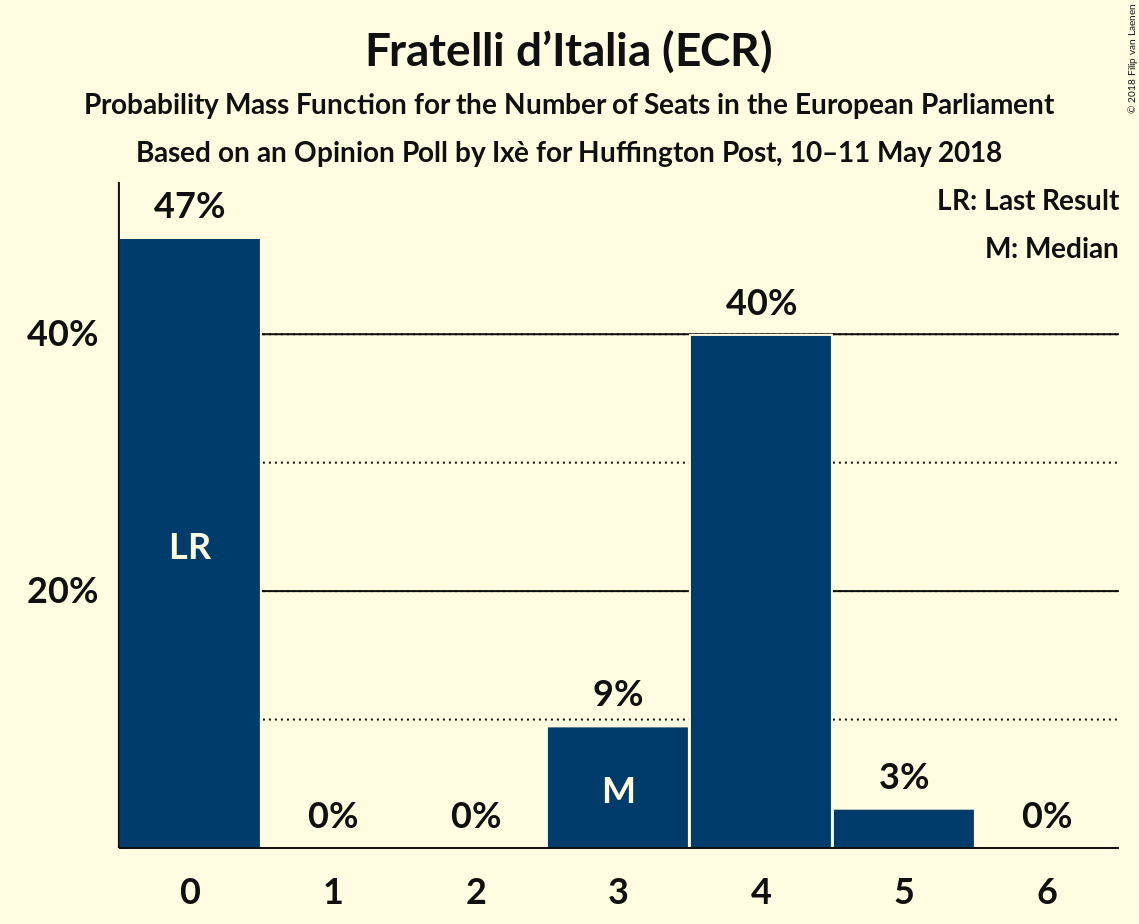 Fratelli d’Italia (ECR)
Probability Mass Function for the Number of Seats in the European Parliament
Based on an Opinion Poll by Ixè for Huffington Post, 10–11 May 2018
© 2018 Filip van Laenen
LR: Last Result
M: Median
47%
40%
40%
LR
20%
9%
M
3%
0%
0%
0%
0 1 2 3 4 5 6